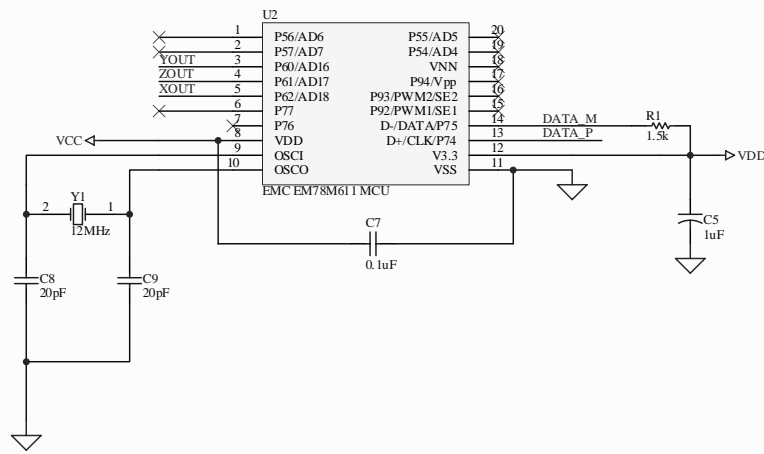 U2
1 P56/AD6 P55/AD5 20
2 P57/AD7 P54/AD4 19
YOUT 3 P60/AD16 VNN 18
ZOUT 4 P61/AD17 P94/Vpp 17
XOUT 5 P62/AD18 P93/PWM2/SE2 16
6 P77 P92/PWM1/SE1 15
7 P76 D-/DATA/P75 14 DATA_M R1
1.5k
VCC 8 VDD D+/CLK/P74 13 DATA_P
9 OSCI V3.3 12 VDD
10 OSCO VSS 11
EMC EM78M611 MCU
2 Y1 1
12MHz
C7
0.1uF
C5
1uF
C8
20pF
C9
20pF